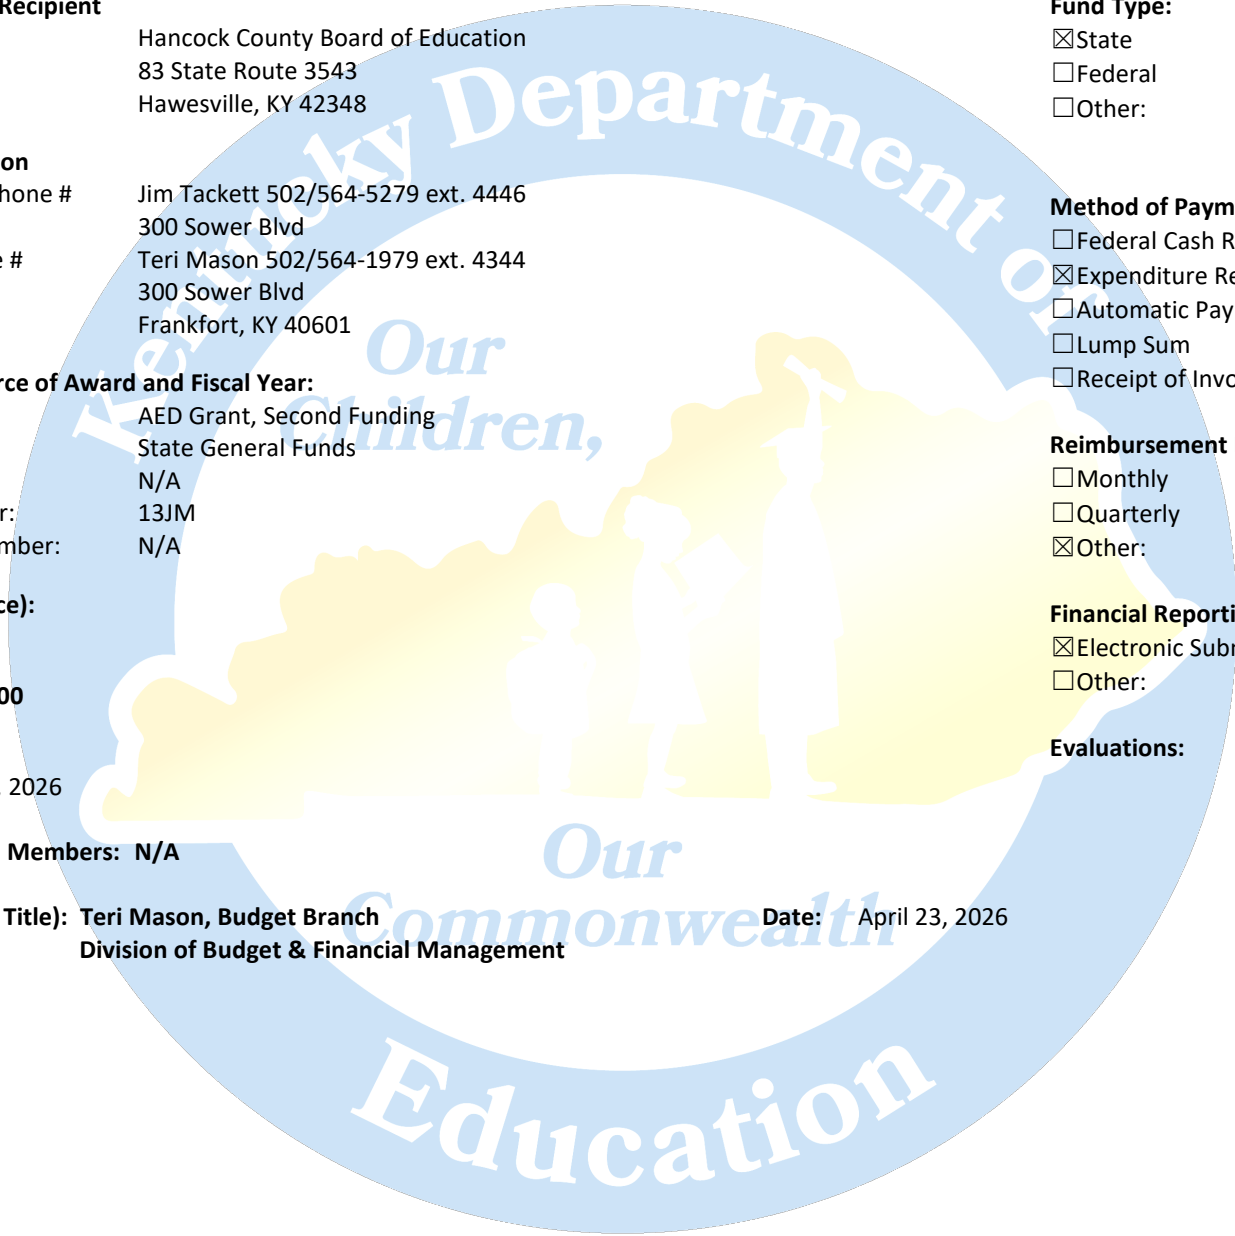 Recipient
Hancock County Board of Education
83 State Route 3543
Hawesville, KY 42348
on
hone # Jim Tackett 502/564-5279 ext. 4446
300 Sower Blvd
e # Teri Mason 502/564-1979 ext. 4344
300 Sower Blvd
Frankfort, KY 40601
rce of Award and Fiscal Year:
AED Grant, Second Funding
State General Funds
N/A
r: 13JM
mber: N/A
ce):
00
, 2026
Members: N/A
Title): Teri Mason, Budget Branch Date: April 23, 2026
Division of Budget & Financial Management
Fund Type:
☒State
☐Federal
☐Other:
Method of Paym
☐Federal Cash R
☒Expenditure Re
☐Automatic Pay
☐Lump Sum
☐Receipt of Invo
Reimbursement
☐Monthly
☐Quarterly
☒Other:
Financial Reporti
☒Electronic Subr
☐Other:
Evaluations:
Kentucky Department of
Education
Our
Children,
Our
Commonwealth